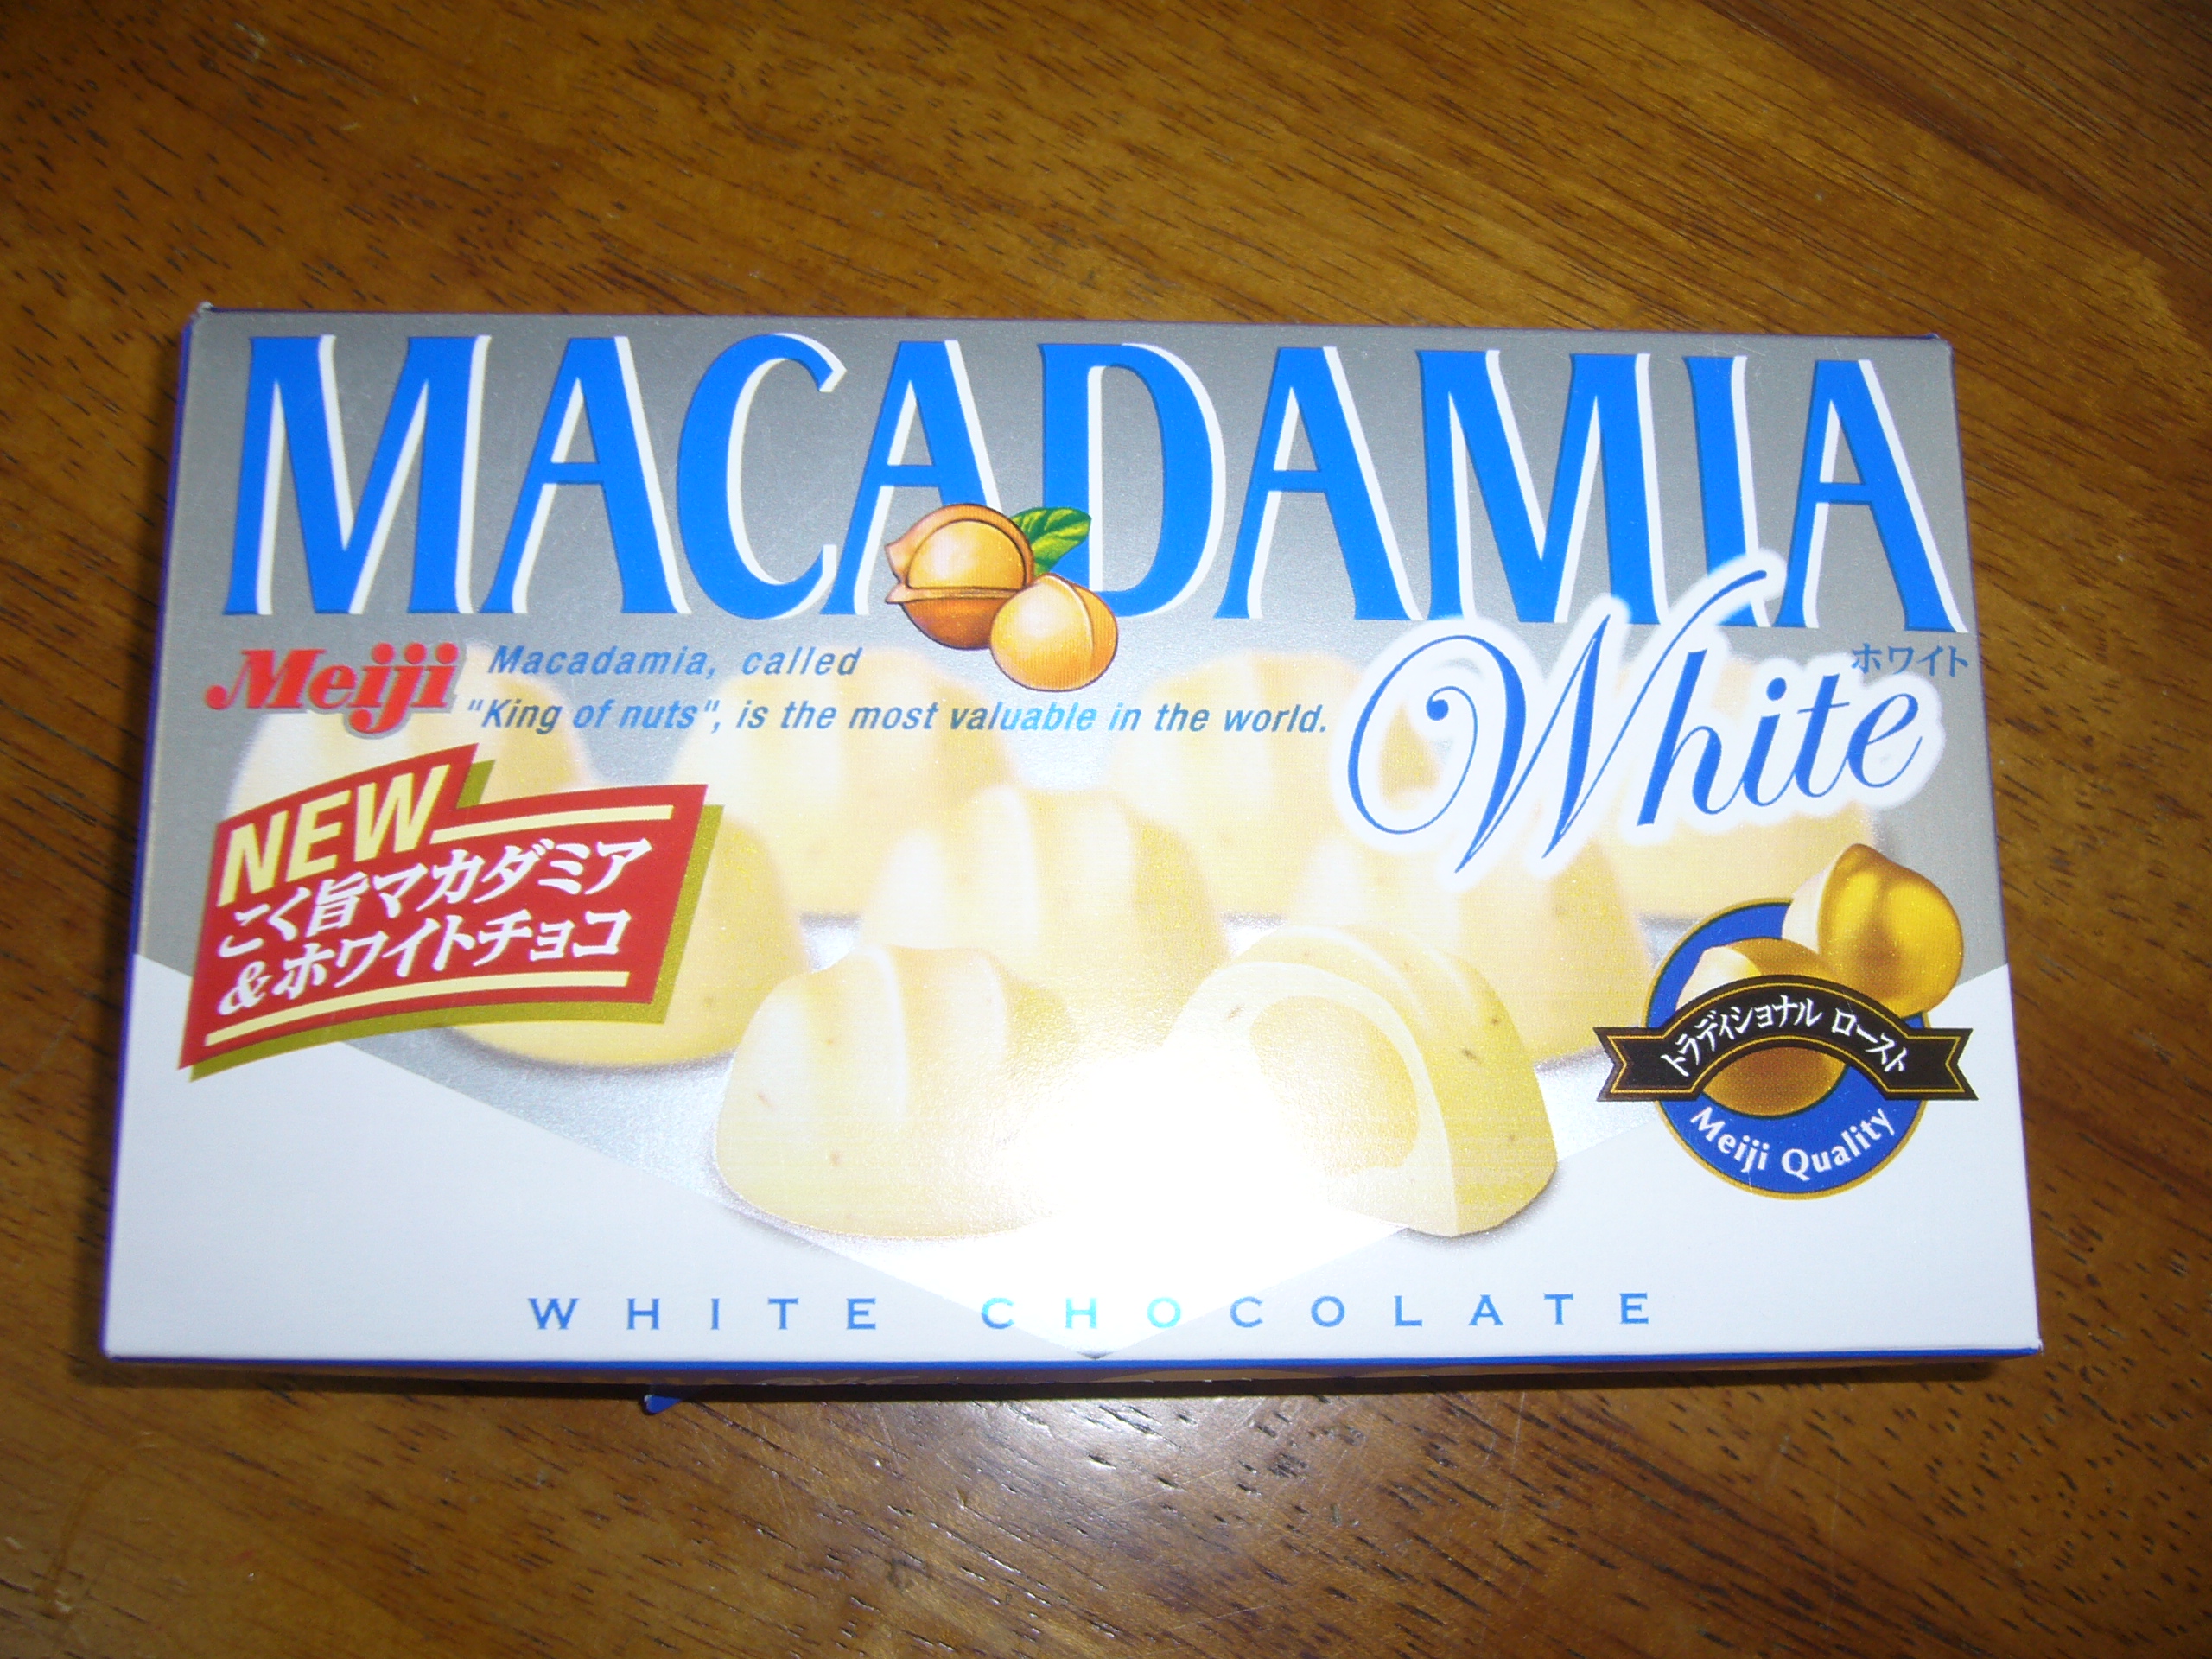 MACADAMIA
Meiji
Macadamia, called
"King of nuts", is the most valuable in the world.
ホワイト
White
NEW
こく旨マカダミア
&ホワイトチョコ
トラディショナル ロースト
Meiji Quality
WHITE CHOCOLATE